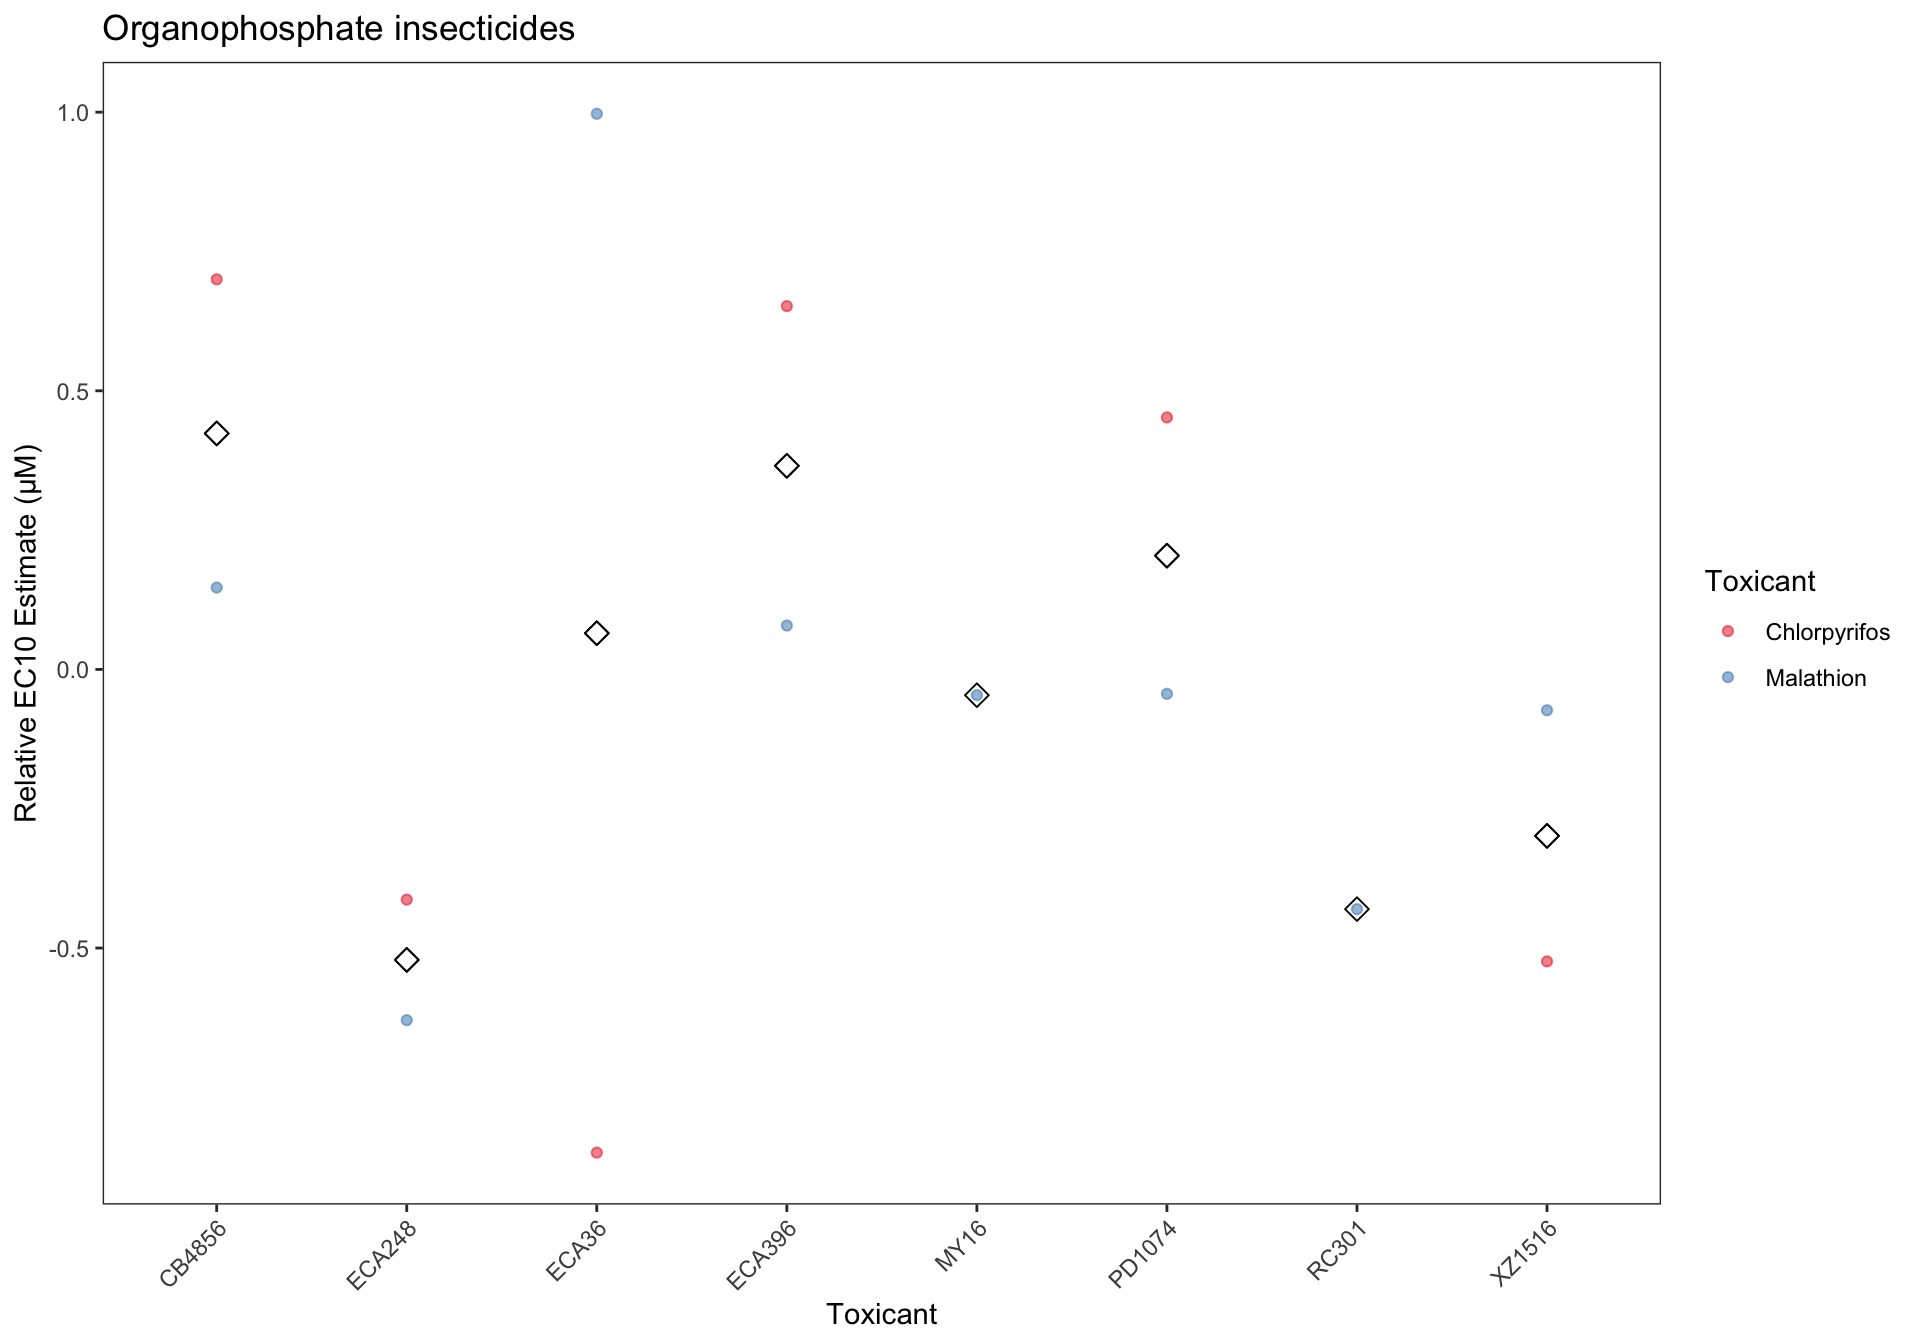 Organophosphate insecticides
Relative EC10 Estimate (µM)
1.0
0.5
0.0
-0.5
CB4856
ECA248
ECA36
ECA396
MY16
PD1074
RC301
XZ1516
Toxicant
Toxicant
Chlorpyrifos
Malathion